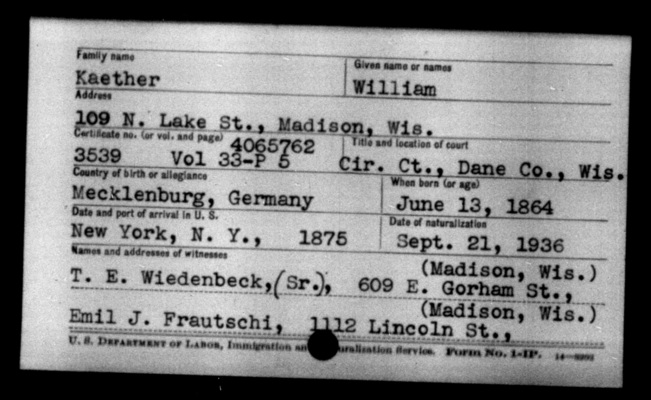 Family name
Given name or names
Kaether
William
Address
109 N. Lake St., Madison, Wis.
Certificate no. (or vol. and page)
4065762
Title and location of court
3539 Vol 33-P 5
Cir. Ct., Dane Co., Wis.
Country of birth or allegiance
When born (or age)
Mecklenburg, Germany
June 13, 1864
Date and port of arrival in U. S.
Date of naturalization
New York, N. Y., 1875
Sept. 21, 1936
Names and addresses of witnesses
(Madison, Wis.)
T. E. Wiedenbeck,(Sr.), 609 E. Gorham St.,
(Madison, Wis.)
Emil J. Frautschi, 1112 Lincoln St.,
U. S. DEPARTMENT OF LABOR, Immigration an uralization Service. Form No. 1-IP.